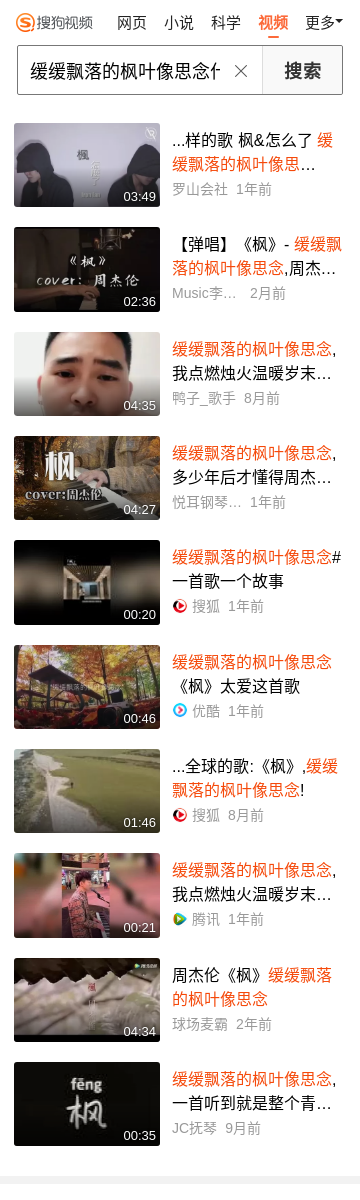 搜狗视频 网页 小说 科学 视频 更多
缓缓飘落的枫叶像思念什 搜索
...样的歌 枫&怎么了 缓
缓飘落的枫叶像思...
枫
03:49
罗山会社 1年前
【弹唱】《枫》- 缓缓飘
落的枫叶像思念,周杰...
《枫》
cover: 周杰伦
02:36
Music李... 2月前
缓缓飘落的枫叶像思念,
我点燃烛火温暖岁末...
04:35
鸭子_歌手 8月前
缓缓飘落的枫叶像思念,
多少年后才懂得周杰...
枫
cover:周杰伦
04:27
悦耳钢琴... 1年前
缓缓飘落的枫叶像思念#
一首歌一个故事
00:20
搜狐 1年前
缓缓飘落的枫叶像思念
《枫》太爱这首歌
00:46
优酷 1年前
...全球的歌:《枫》,缓缓
飘落的枫叶像思念!
01:46
搜狐 8月前
缓缓飘落的枫叶像思念,
我点燃烛火温暖岁末...
00:21
腾讯 1年前
周杰伦《枫》缓缓飘落
的枫叶像思念
枫
04:34
球场麦霸 2年前
缓缓飘落的枫叶像思念,
一首听到就是整个青...
fēng
枫
00:35
JC抚琴 9月前